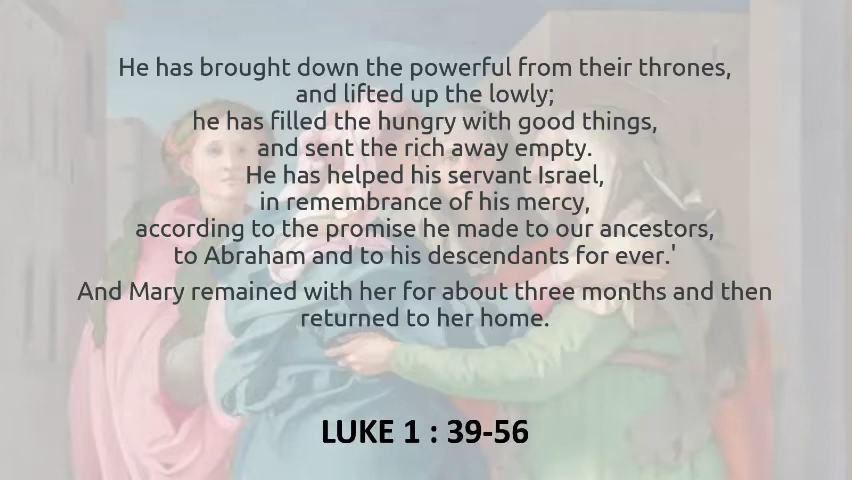 He has brought down the powerful from their thrones,
and lifted up the lowly;
he has filled the hungry with good things,
and sent the rich away empty.
He has helped his servant Israel,
in remembrance of his mercy,
according to the promise he made to our ancestors,
to Abraham and to his descendants for ever.'
And Mary remained with her for about three months and then
returned to her home.
LUKE 1 : 39-56